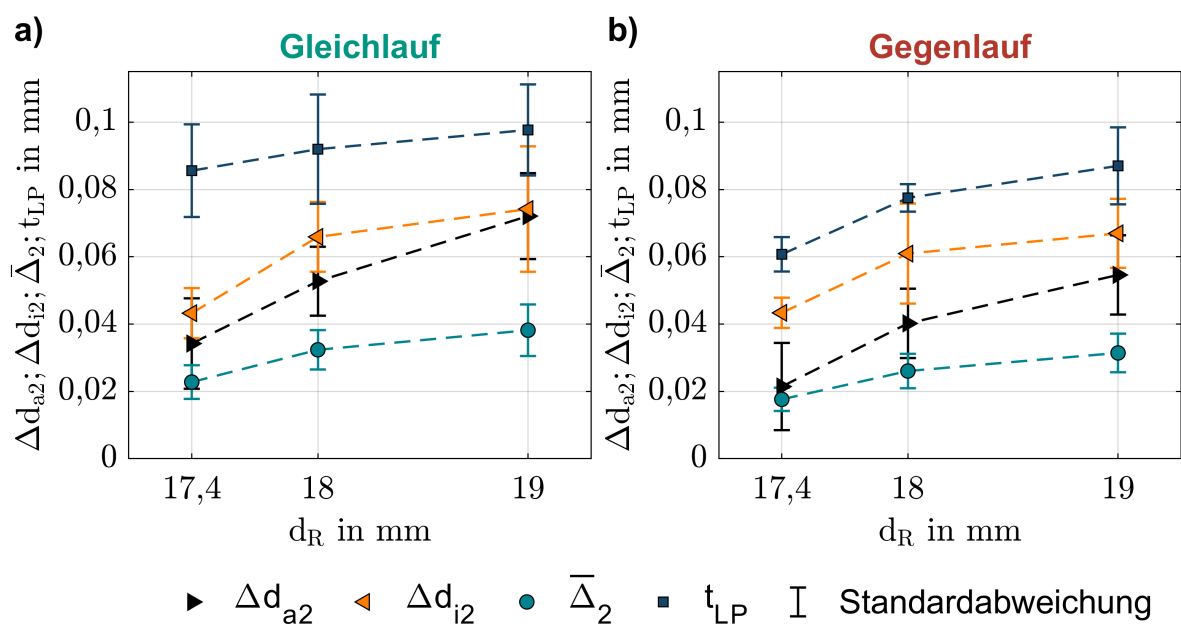 a)
Gleichlauf
Δd_a2; Δd_i2; Δ̄_2; t_LP in mm
0,1
0,08
0,06
0,04
0,02
0
17,4 18 19
d_R in mm
b)
Gegenlauf
Δd_a2; Δd_i2; Δ̄_2; t_LP in mm
0,1
0,08
0,06
0,04
0,02
0
17,4 18 19
d_R in mm
Δd_a2 Δd_i2 Δ̄_2 t_LP Standardabweichung